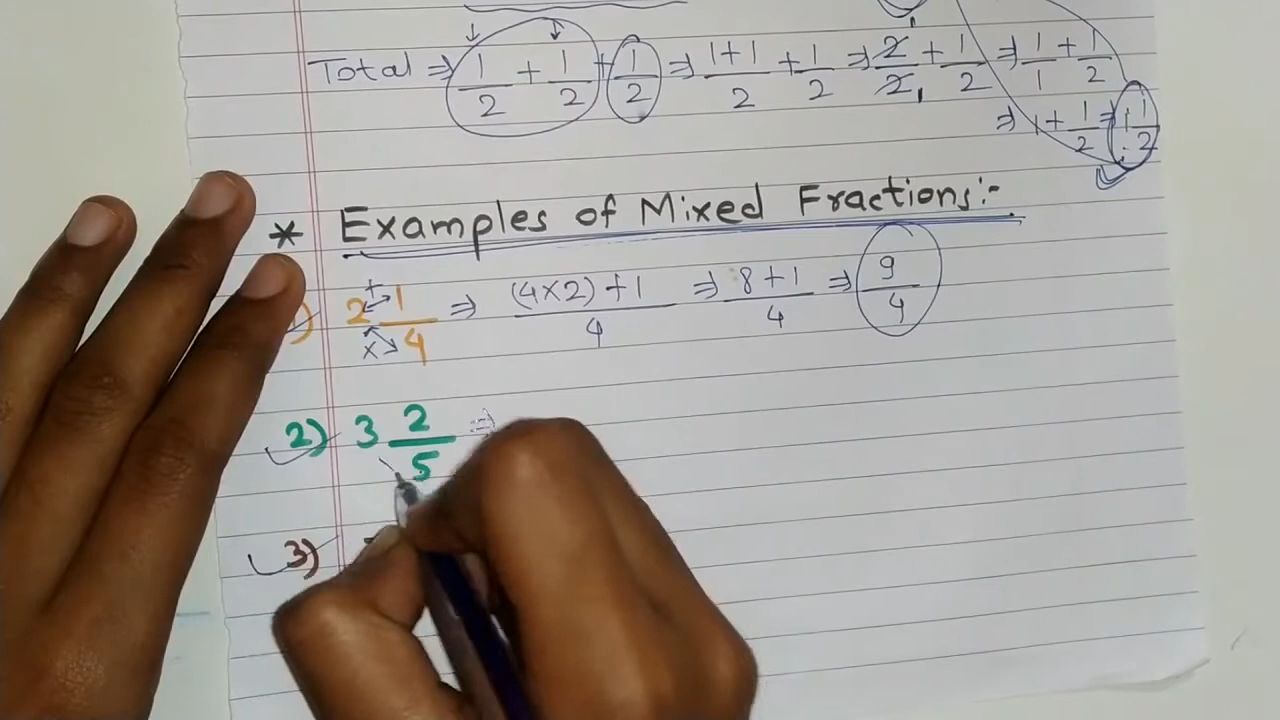 Total ⇒ 1/2 + 1/2 + 1/2 ⇒ 1+1/2 + 1/2 ⇒ 2/2 + 1/2 ⇒ 1/1 + 1/2
⇒ 1 + 1/2 ⇒ 1 1/2
* Examples of Mixed Fractions:-
1) 2 1/4 ⇒ (4×2)+1/4 ⇒ 8+1/4 ⇒ 9/4
2) 3 2/5 ⇒
3)